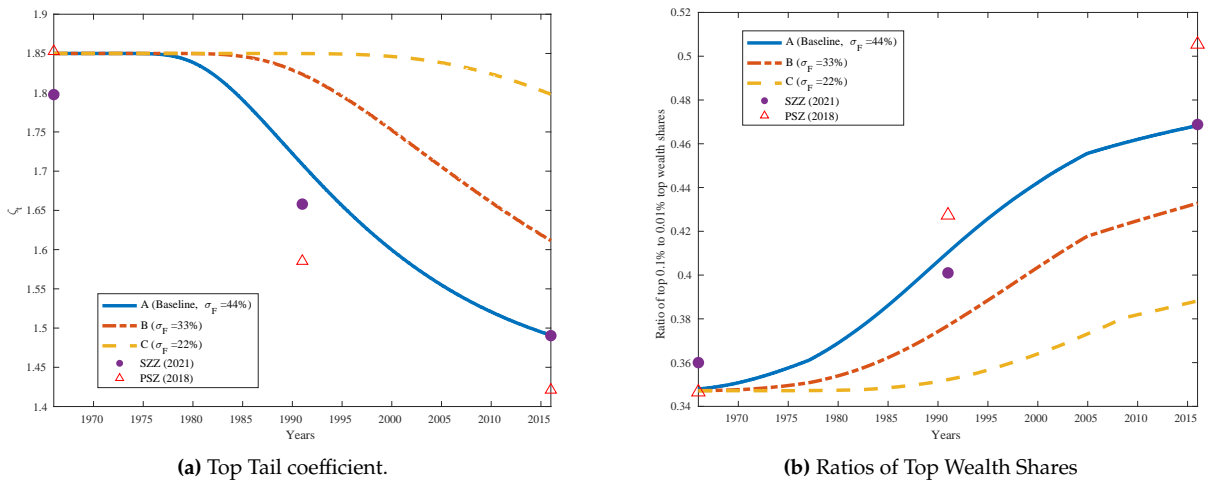 1.9
1.85
1.8
1.75
1.7
1.65
1.6
1.55
1.5
1.45
1.4
ζt
A (Baseline, σF =44%)
B (σF =33%)
C (σF =22%)
SZZ (2021)
PSZ (2018)
1970 1975 1980 1985 1990 1995 2000 2005 2010 2015
Years
(a) Top Tail coefficient.
0.52
0.5
0.48
0.46
0.44
0.42
0.4
0.38
0.36
0.34
Ratio of top 0.1% to 0.01% top wealth shares
A (Baseline, σF =44%)
B (σF =33%)
C (σF =22%)
SZZ (2021)
PSZ (2018)
1970 1975 1980 1985 1990 1995 2000 2005 2010 2015
Years
(b) Ratios of Top Wealth Shares